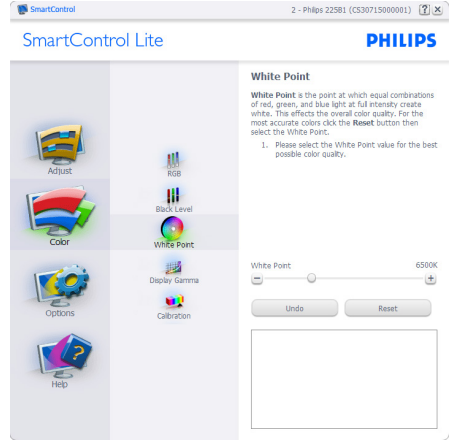 SmartControl
2 - Philips 225B1 (CS30715000001)
SmartControl Lite
PHILIPS
Adjust
Color
Options
Help
RGB
Black Level
White Point
Display Gamma
Calibration
White Point
White Point is the point at which equal combinations
of red, green, and blue light at full intensity create
white. This effects the overall color quality. For the
most accurate colors click the Reset button then
select the White Point.
1. Please select the White Point value for the best
possible color quality.
White Point 6500K
Undo Reset